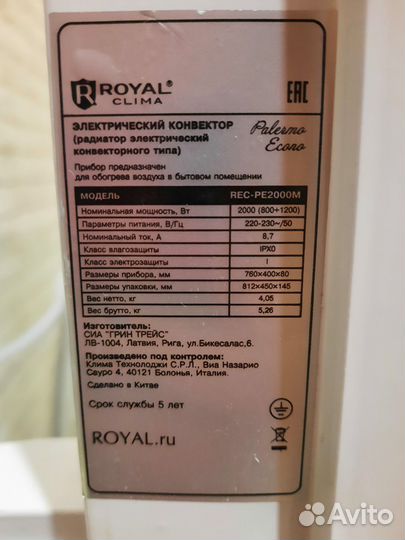 ROYAL®
CLIMA
EAC
ЭЛЕКТРИЧЕСКИЙ КОНВЕКТОР
(радиатор электрический
конвекторного типа)
Palermo
Econo
Прибор предназначен
для обогрева воздуха в бытовом помещении
МОДЕЛЬ REC-PE2000M
Номинальная мощность, Вт 2000 (800÷1200)
Параметры питания, В/Гц 220-230~/50
Номинальный ток, А 8,7
Класс влагозащиты IPX0
Класс электрозащиты I
Размеры прибора, мм 760×400×80
Размеры упаковки, мм 812×450×145
Вес нетто, кг 4,05
Вес брутто, кг 5,26
Изготовитель:
СИА "ГРИН ТРЕЙС"
ЛВ-1004, Латвия, Рига, ул.Бикесалас,6.
Произведено под контролем:
Клима Технолоджи С.Р.Л., Виа Назарио
Сауро 4, 40121 Болонья, Италия.
Сделано в Китае
Срок службы 5 лет
ROYAL.ru
Avito